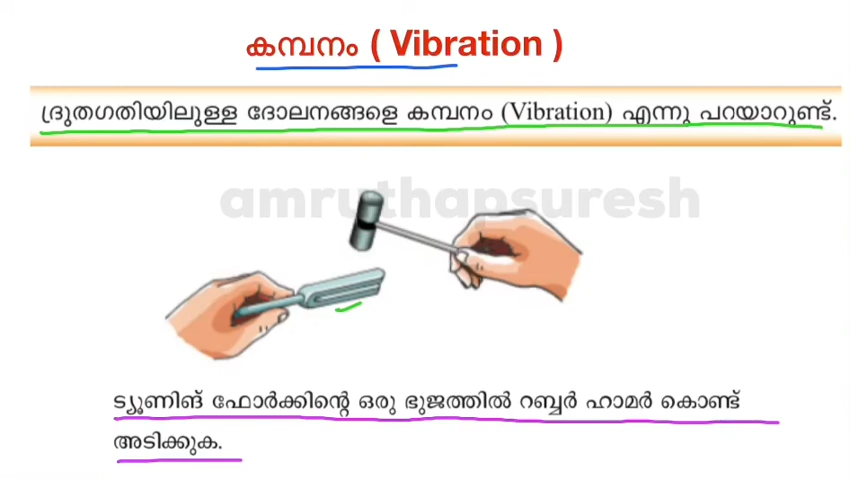 കമ്പനം ( Vibration )
ദ്രുതഗതിയിലുള്ള ദോലനങ്ങളെ കമ്പനം (Vibration) എന്നു പറയാറുണ്ട്.
amruthapsuresh
ട്യൂണിങ് ഫോർക്കിന്റെ ഒരു ഭുജത്തിൽ റബ്ബർ ഹാമർ കൊണ്ട്
അടിക്കുക.